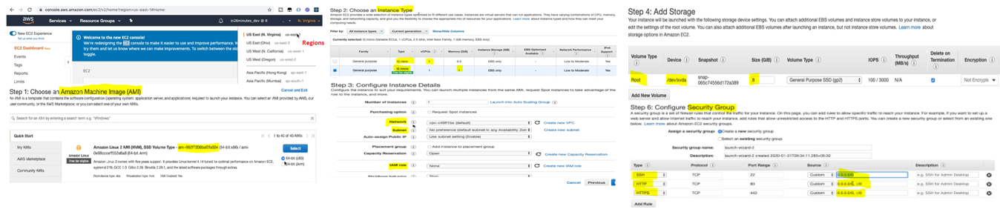 console.aws.amazon.com/ec2/v2/home?region=us-east-1#Home:
aws
Services
Resource Groups
in28minutes_dev @ 8
N. Virginia
New EC2 Experience
Tell us what you think
EC2 Dashboard New
Events
Tags
Reports
Limits
Welcome to the new EC2 console!
We're redesigning the EC2 console to make it easier to use and improve performance. W
try them and let us know where we can make improvements. To switch between the old
toggle.
EC2
US East (N. Virginia) us-east-1
US East (Ohio) us-east-2
US West (N. California) us-west-1
US West (Oregon) us-west-2
Asia Pacific (Hong Kong) ap-east-1
Asia Pacific (Mumbai) ap-south-1
Regions
Step 1: Choose an Amazon Machine Image (AMI)
Cancel and Exit
An AMI is a template that contains the software configuration (operating system, application server, and applications) required to launch your instance. You can select an AMI provided by AWS, our
user community, or the AWS Marketplace; or you can select one of your own AMIs.
Search for an AMI by entering a search term e.g. "Windows"
Quick Start
My AMIs
AWS Marketplace
Community AMIs
1 to 40 of 40 AMIs
Amazon Linux
Free tier eligible
Amazon Linux 2 AMI (HVM), SSD Volume Type -
(64-bit x86) / ami-
(64-bit Arm)
Amazon Linux 2 comes with five years support. It provides Linux kernel 4.14 tuned for optimal performance on Amazon EC2,
systemd 219, GCC 7.3, Glibc 2.26, Binutils 2.29.1, and the latest software packages through extras.
Root device type: ebs Virtualization type: hvm ENA Enabled: Yes
Select
64-bit (x86)
64-bit (Arm)
Step 2: Choose an Instance Type
Amazon EC2 provides a wide selection of instance types optimized to fit different use cases. Instances are virtual servers that can run applications. They have varying combinations of CPU, memory,
storage, and networking capacity, and give you the flexibility to choose the appropriate mix of resources for your applications. Learn more about instance types and how they can meet your
computing needs.
Filter by: All instance types Current generation Show/Hide Columns
Currently selected: t2.micro (Variable ECUs, 1 vCPUs, 2.5 GHz, Intel Xeon Family, 1 GiB memory, EBS only)
Family Type vCPUs Memory (GiB) Instance Storage (GB) EBS-Optimized Available Network Performance IPv6 Support
General purpose t2.nano 1 0.5 EBS only - Low to Moderate Yes
General purpose t2.micro Free tier eligible 1 1 EBS only - Low to Moderate Yes
Step 3: Configure Instance Details
Configure the instance to suit your requirements. You can launch multiple instances from the same AMI, request Spot instances to take advantage of the
role to the instance, and more.
Number of instances 1 Launch into Auto Scaling Group
Purchasing option Request Spot instances
Network (default) Create new VPC
Subnet No preference (default subnet in any Availability Zon Create new subnet
Auto-assign Public IP Use subnet setting (Enable)
Placement group Add instance to placement group
Capacity Reservation Open Create new Capacity Reservation
IAM role None Create new IAM role
Cancel Previous
Step 4: Add Storage
Your instance will be launched with the following storage device settings. You can attach additional EBS volumes and instance store volumes to your instance, or
edit the settings of the root volume. You can also attach additional EBS volumes after launching an instance, but not instance store volumes. Learn more about
storage options in Amazon EC2.
Volume Type Device Snapshot Size (GiB) Volume Type IOPS Throughput (MB/s) Delete on Termination Encryption
Root /dev/xvda snap-065c74556d172a389 8 General Purpose SSD (gp2) 100 / 3000 N/A Not Encrypte
Add New Volume
Step 6: Configure Security Group
A security group is a set of firewall rules that control the traffic for your instance. On this page, you can add rules to allow specific traffic to reach your instance. For example, if you want to set up a
web server and allow Internet traffic to reach your instance, add rules that allow unrestricted access to the HTTP and HTTPS ports. You can create a new security group or select from an existing one
below. Learn more about Amazon EC2 security groups.
Assign a security group: Create a new security group
Select an existing security group
Security group name: launch-wizard-2
Description: launch-wizard-2 created 2020-01-31T09:34:11.285+05:30
Type Protocol Port Range Source Description
SSH TCP 22 Custom 0.0.0.0/0 e.g. SSH for Admin Desktop
HTTP TCP 80 Custom 0.0.0.0/0, ::/0 e.g. SSH for Admin Desktop
HTTPS TCP 443 Custom 0.0.0.0/0, ::/0 e.g. SSH for Admin Desktop
Add Rule